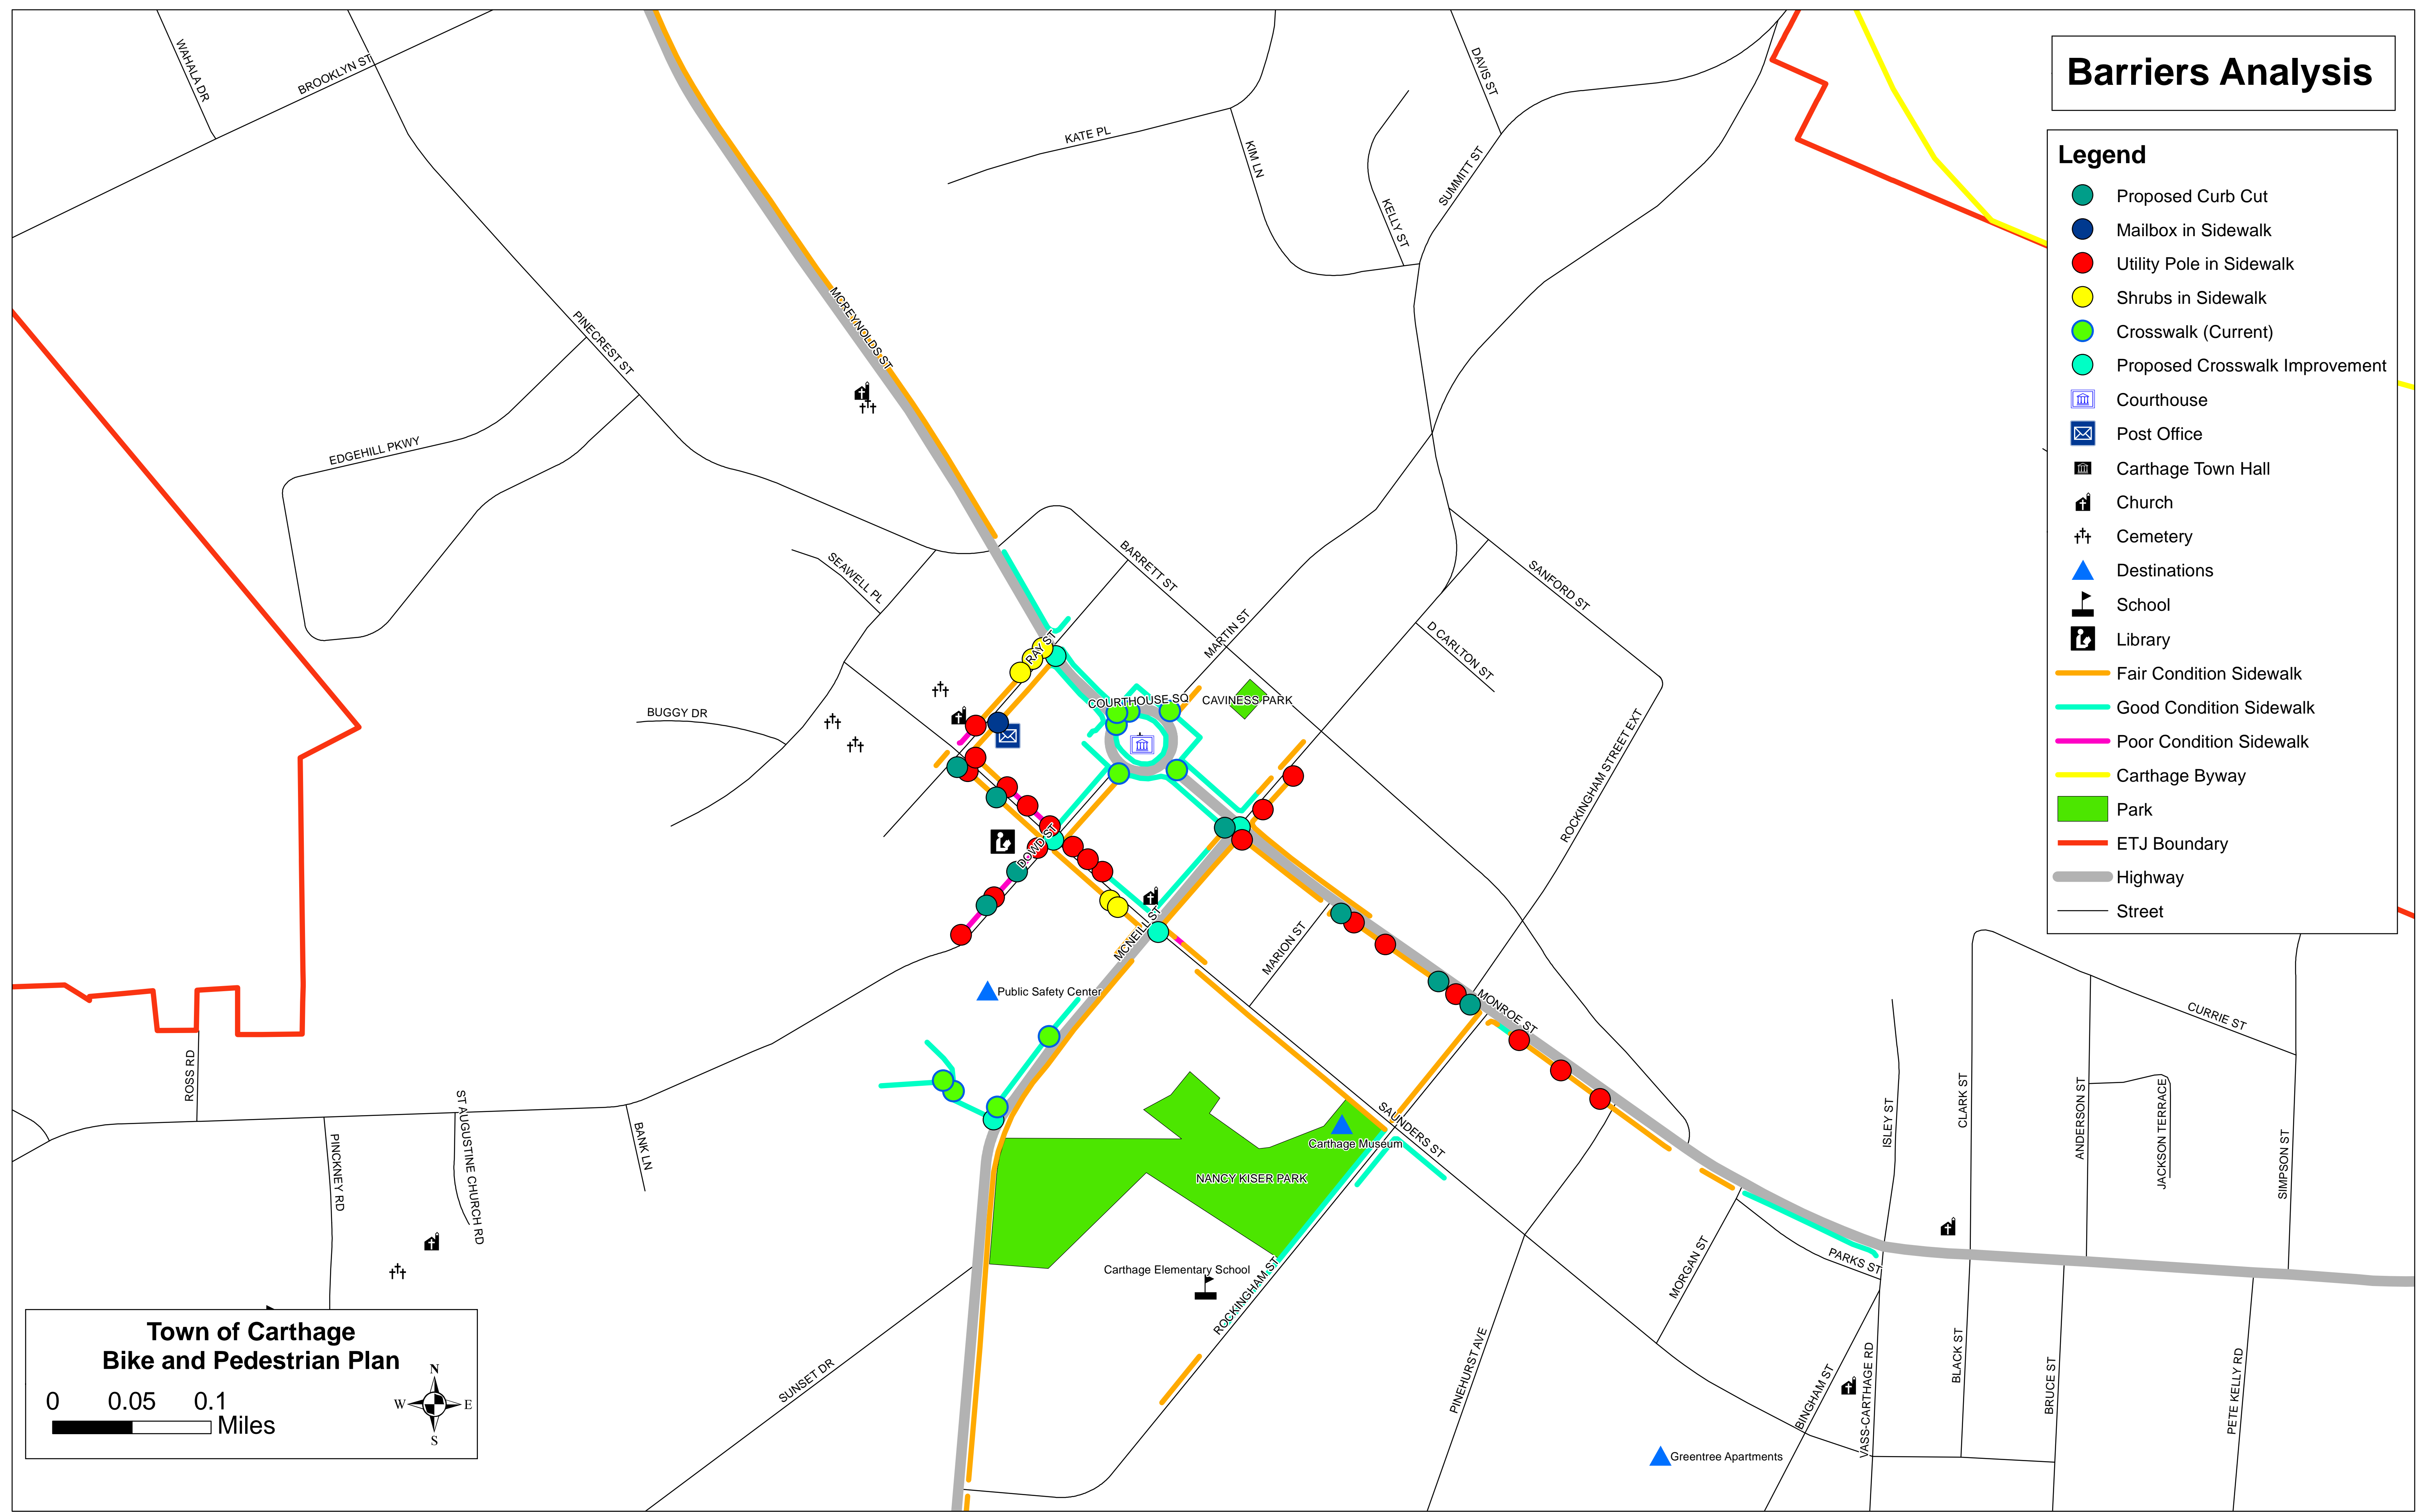 Barriers Analysis
Legend
Proposed Curb Cut
Mailbox in Sidewalk
Utility Pole in Sidewalk
Shrubs in Sidewalk
Crosswalk (Current)
Proposed Crosswalk Improvement
Courthouse
Post Office
Carthage Town Hall
Church
Cemetery
Destinations
School
Library
Fair Condition Sidewalk
Good Condition Sidewalk
Poor Condition Sidewalk
Carthage Byway
Park
ETJ Boundary
Highway
Street
WAHALA DR
BROOKLYN ST
DAVIS ST
KATE PL
KIM LN
SUMMITT ST
KELLY ST
MCREYNOLDS ST
PINECREST ST
EDGEHILL PKWY
SEAWELL PL
BARRETT ST
SANFORD ST
MARTIN ST
D CARLTON ST
RAY ST
COURTHOUSE SQ
CAVINESS PARK
BUGGY DR
ROCKINGHAM STREET EXT
DOWD ST
MCNEILL ST
MARION ST
Public Safety Center
MONROE ST
CURRIE ST
ROSS RD
ST AUGUSTINE CHURCH RD
PINCKNEY RD
BANK LN
SAUNDERS ST
Carthage Museum
NANCY KISER PARK
ISLEY ST
CLARK ST
ANDERSON ST
JACKSON TERRACE
SIMPSON ST
Carthage Elementary School
ROCKINGHAM ST
MORGAN ST
PARKS ST
SUNSET DR
PINEHURST AVE
BINGHAM ST
VASS-CARTHAGE RD
BLACK ST
BRUCE ST
PETE KELLY RD
Greentree Apartments
Town of Carthage
Bike and Pedestrian Plan
0 0.05 0.1
Miles
N
W E
S